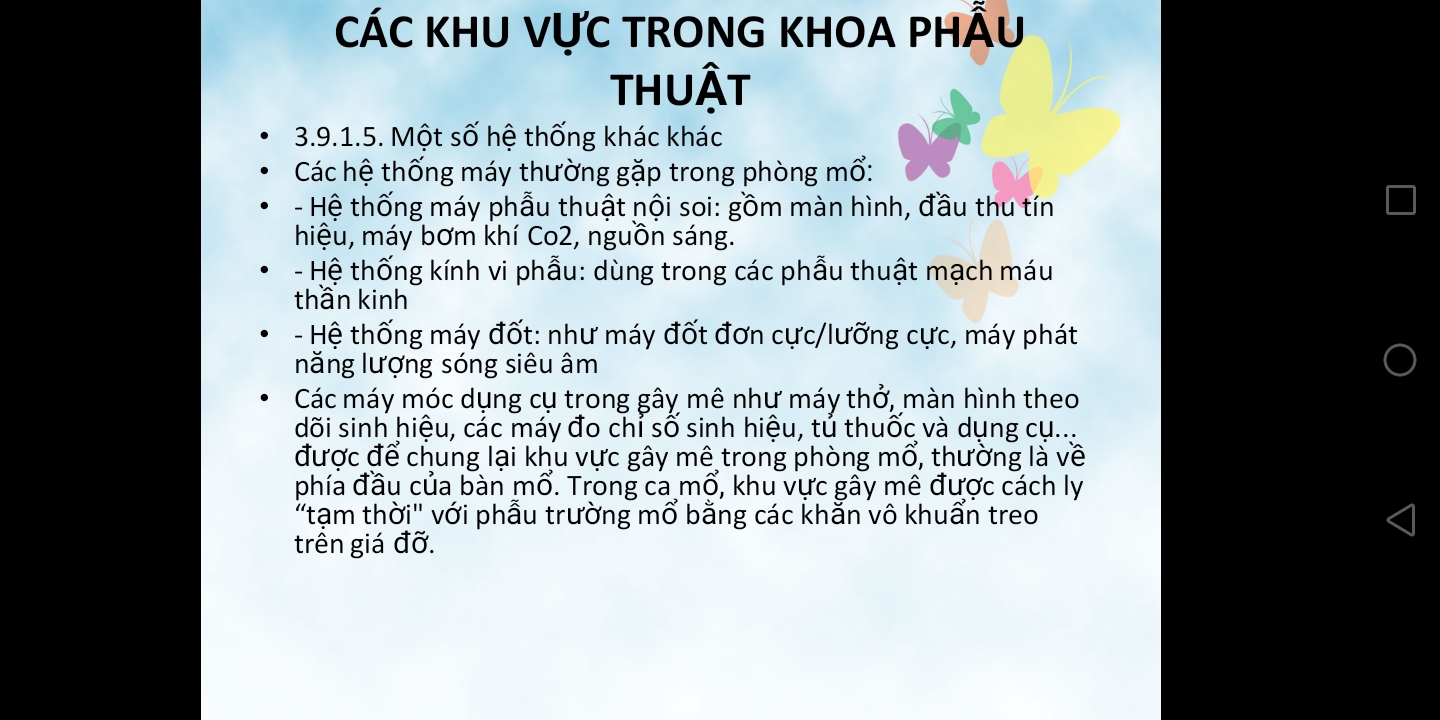 CÁC KHU VỰC TRONG KHOA PHẪU
THUẬT
• 3.9.1.5. Một số hệ thống khác khác
• Các hệ thống máy thường gặp trong phòng mổ:
• - Hệ thống máy phẫu thuật nội soi: gồm màn hình, đầu thu tín
hiệu, máy bơm khí Co2, nguồn sáng.
• - Hệ thống kính vi phẫu: dùng trong các phẫu thuật mạch máu
thần kinh
• - Hệ thống máy đốt: như máy đốt đơn cực/lưỡng cực, máy phát
năng lượng sóng siêu âm
• Các máy móc dụng cụ trong gây mê như máy thở, màn hình theo
dõi sinh hiệu, các máy đo chỉ số sinh hiệu, tủ thuốc và dụng cụ...
được để chung lại khu vực gây mê trong phòng mổ, thường là về
phía đầu của bàn mổ. Trong ca mổ, khu vực gây mê được cách ly
“tạm thời" với phẫu trường mổ bằng các khăn vô khuẩn treo
trên giá đỡ.